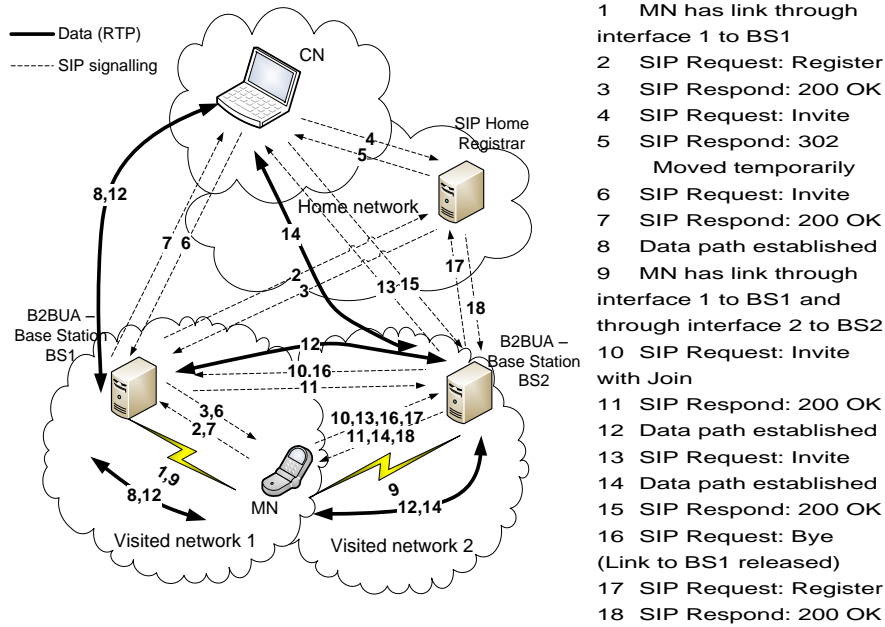 Data (RTP)
SIP signalling
CN
4
5
SIP Home
Registrar
8,12
7 6
14
Home network
2
3
13 15
17
18
B2BUA –
Base Station
BS1
12
10.16
11
B2BUA –
Base Station
BS2
3,6
2,7
10,13,16,17
11,14,18
1,9
8,12
MN
9
12,14
Visited network 1
Visited network 2
1 MN has link through
interface 1 to BS1
2 SIP Request: Register
3 SIP Respond: 200 OK
4 SIP Request: Invite
5 SIP Respond: 302
Moved temporarily
6 SIP Request: Invite
7 SIP Respond: 200 OK
8 Data path established
9 MN has link through
interface 1 to BS1 and
through interface 2 to BS2
10 SIP Request: Invite
with Join
11 SIP Respond: 200 OK
12 Data path established
13 SIP Request: Invite
14 Data path established
15 SIP Respond: 200 OK
16 SIP Request: Bye
(Link to BS1 released)
17 SIP Request: Register
18 SIP Respond: 200 OK